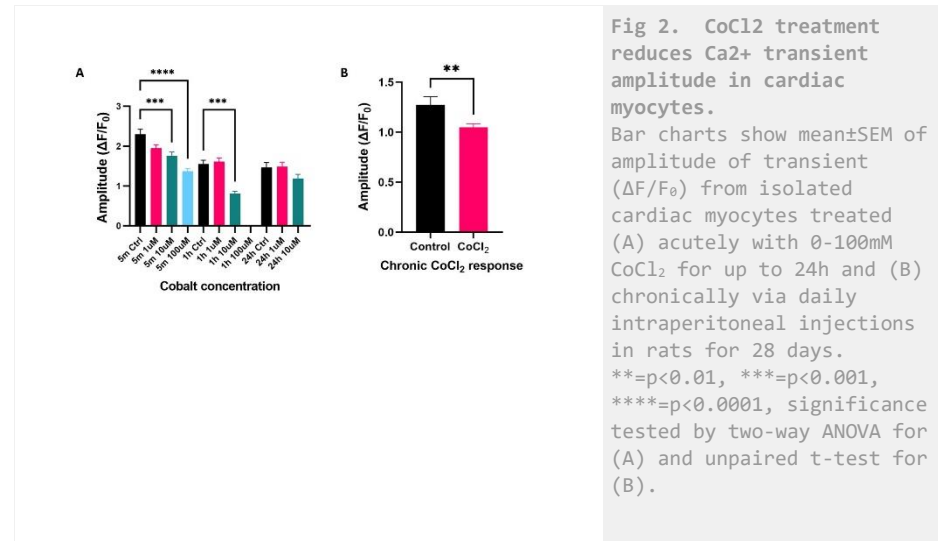 A
****
***
***
Amplitude (ΔF/F0)
3
2
1
0
5m Ctrl
5m 1uM
5m 10uM
5m 100uM
1h Ctrl
1h 1uM
1h 10uM
1h 100uM
24h Ctrl
24h 1uM
24h 10uM
Cobalt concentration
B
**
Amplitude (ΔF/F0)
1.5
1.0
0.5
0.0
Control CoCl2
Chronic CoCl2 response
Fig 2. CoCl2 treatment
reduces Ca2+ transient
amplitude in cardiac
myocytes.
Bar charts show mean±SEM of
amplitude of transient
(ΔF/F₀) from isolated
cardiac myocytes treated
(A) acutely with 0-100mM
CoCl₂ for up to 24h and (B)
chronically via daily
intraperitoneal injections
in rats for 28 days.
**=p<0.01, ***=p<0.001,
****=p<0.0001, significance
tested by two-way ANOVA for
(A) and unpaired t-test for
(B).